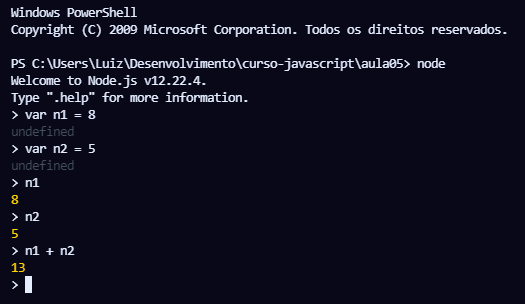 Windows PowerShell
Copyright (C) 2009 Microsoft Corporation. Todos os direitos reservados.
PS C:\Users\Luiz\Desenvolvimento\curso-javascript\aula05> node
Welcome to Node.js v12.22.4.
Type ".help" for more information.
> var n1 = 8
undefined
> var n2 = 5
undefined
> n1
8
> n2
5
> n1 + n2
13
>